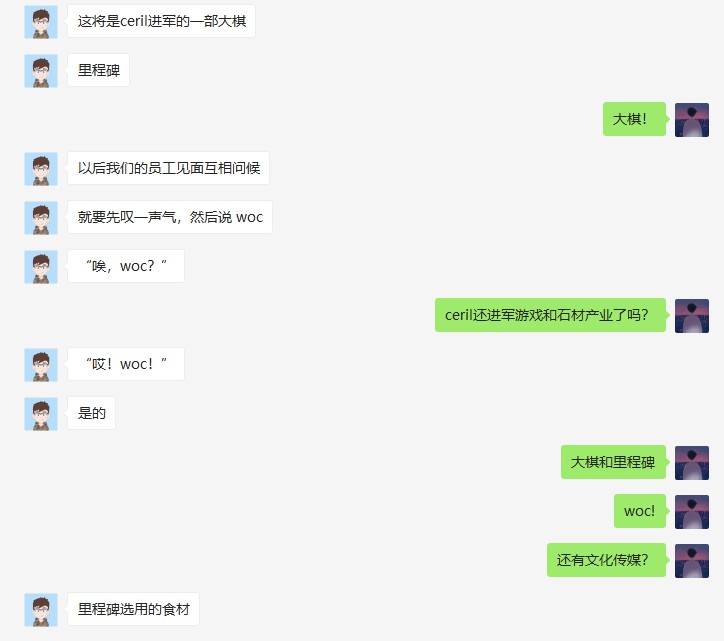 这将是ceril进军的一部大棋
里程碑
大棋！
以后我们的员工见面互相问候
就要先叹一声气，然后说 woc
“唉，woc？”
ceril还进军游戏和石材产业了吗？
“哎！woc！”
是的
大棋和里程碑
woc!
还有文化传媒？
里程碑选用的食材